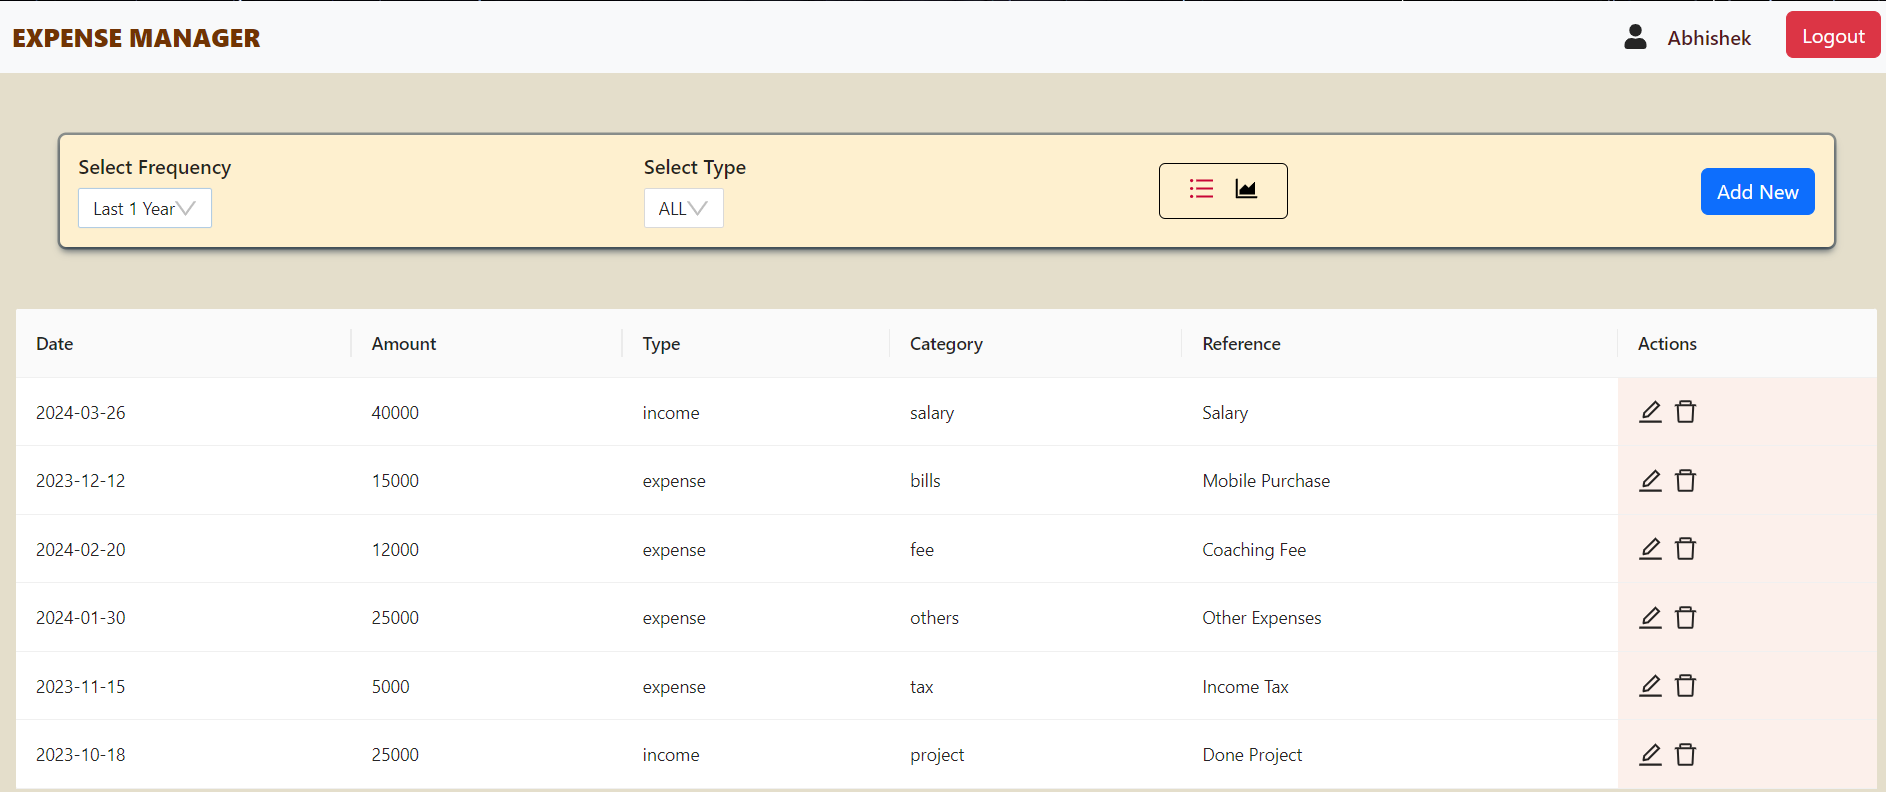 EXPENSE MANAGER Abhishek Logout
Select Frequency Select Type
Last 1 Year ALL Add New
Date Amount Type Category Reference Actions
2024-03-26 40000 income salary Salary
2023-12-12 15000 expense bills Mobile Purchase
2024-02-20 12000 expense fee Coaching Fee
2024-01-30 25000 expense others Other Expenses
2023-11-15 5000 expense tax Income Tax
2023-10-18 25000 income project Done Project